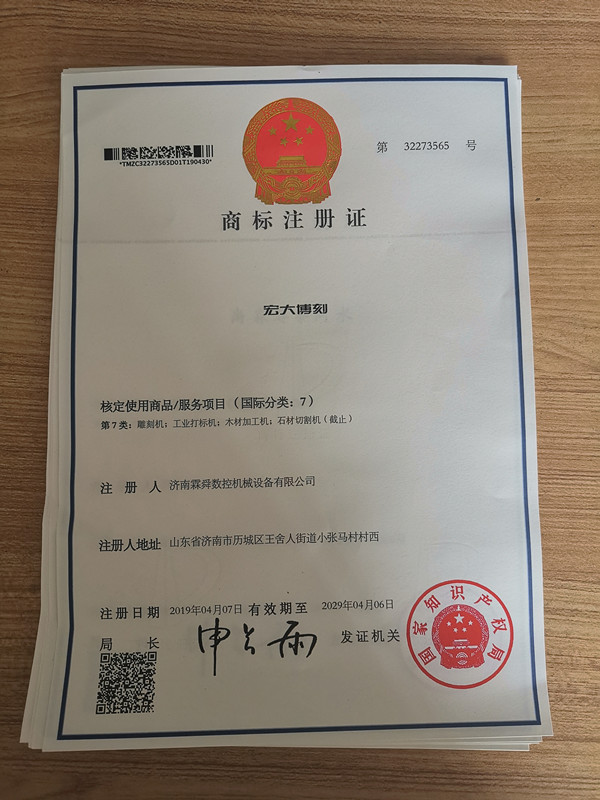 *TMZC32273565D01T190430*
第 32273565 号
商标注册证
宏大博刻
核定使用商品/服务项目（国际分类：7）
第7类：雕刻机；工业打标机；木材加工机；石材切割机（截止）
注册人 济南霖舜数控机械设备有限公司
注册人地址 山东省济南市历城区王舍人街道小张马村村西
注册日期 2019年04月07日 有效期至 2029年04月06日
局长 申长雨 发证机关
国家知识产权局